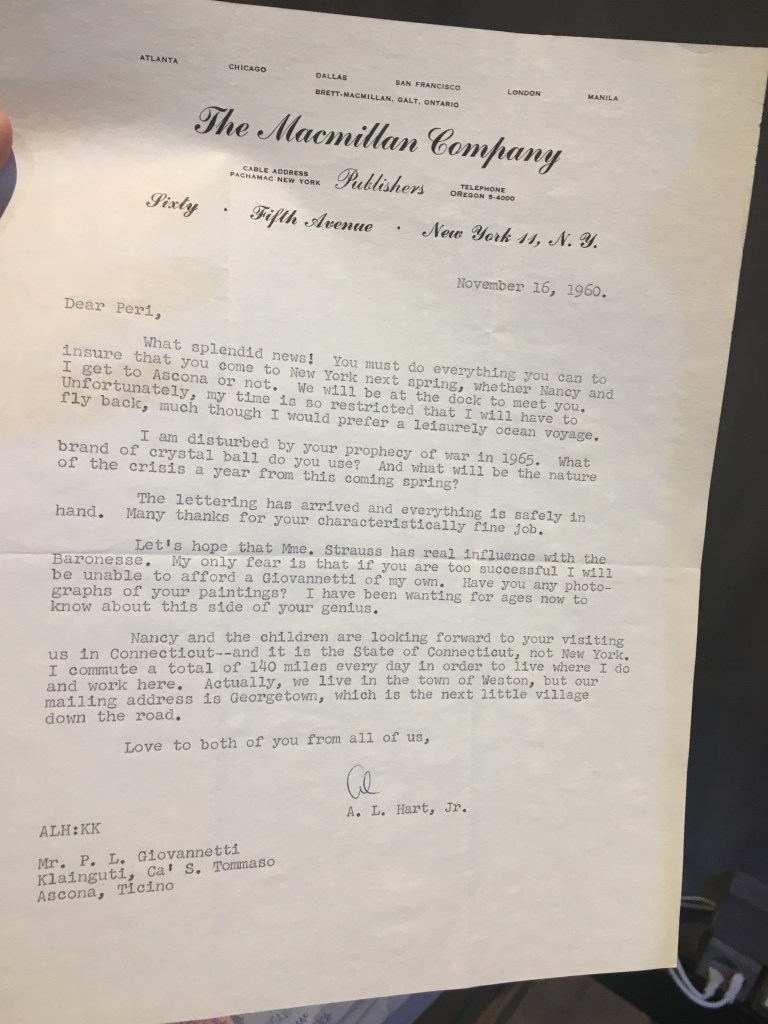 ATLANTA CHICAGO DALLAS SAN FRANCISCO LONDON MANILA
BRETT-MACMILLAN, GALT, ONTARIO
The Macmillan Company
CABLE ADDRESS
PACHAMAC NEW YORK
Publishers
TELEPHONE
OREGON 5-4000
Sixty · Fifth Avenue · New York 11, N. Y.
November 16, 1960.
Dear Peri,
What splendid news! You must do everything you can to
insure that you come to New York next spring, whether Nancy and
I get to Ascona or not. We will be at the dock to meet you.
Unfortunately, my time is so restricted that I will have to
fly back, much though I would prefer a leisurely ocean voyage.
I am disturbed by your prophecy of war in 1965. What
brand of crystal ball do you use? And what will be the nature
of the crisis a year from this coming spring?
The lettering has arrived and everything is safely in
hand. Many thanks for your characteristically fine job.
Let's hope that Mme. Strauss has real influence with the
Baronesse. My only fear is that if you are too successful I will
be unable to afford a Giovannetti of my own. Have you any photo-
graphs of your paintings? I have been wanting for ages now to
know about this side of your genius.
Nancy and the children are looking forward to your visiting
us in Connecticut--and it is the State of Connecticut, not New York.
I commute a total of 140 miles every day in order to live where I do
and work here. Actually, we live in the town of Weston, but our
mailing address is Georgetown, which is the next little village
down the road.
Love to both of you from all of us,
Al
A. L. Hart, Jr.
ALH:KK
Mr. P. L. Giovannetti
Klainguti, Ca' S. Tommaso
Ascona, Ticino